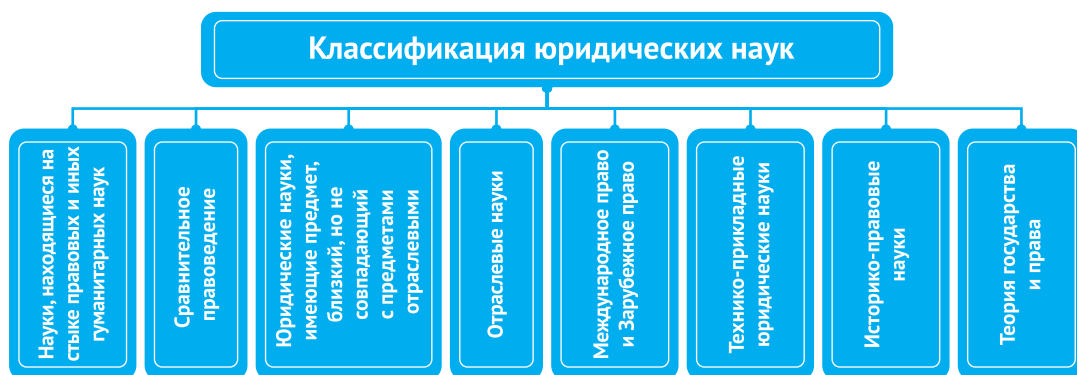 Классификация юридических наук
Науки, находящиеся на
стыке правовых и иных
гуманитарных наук
Сравнительное
правоведение
Юридические науки,
имеющие предмет,
близкий, но не
совпадающий
с предметами
отраслевыми
Отраслевые науки
Международное право
и Зарубежное право
Технико-прикладные
юридические науки
Историко-правовые
науки
Теория государства
и права